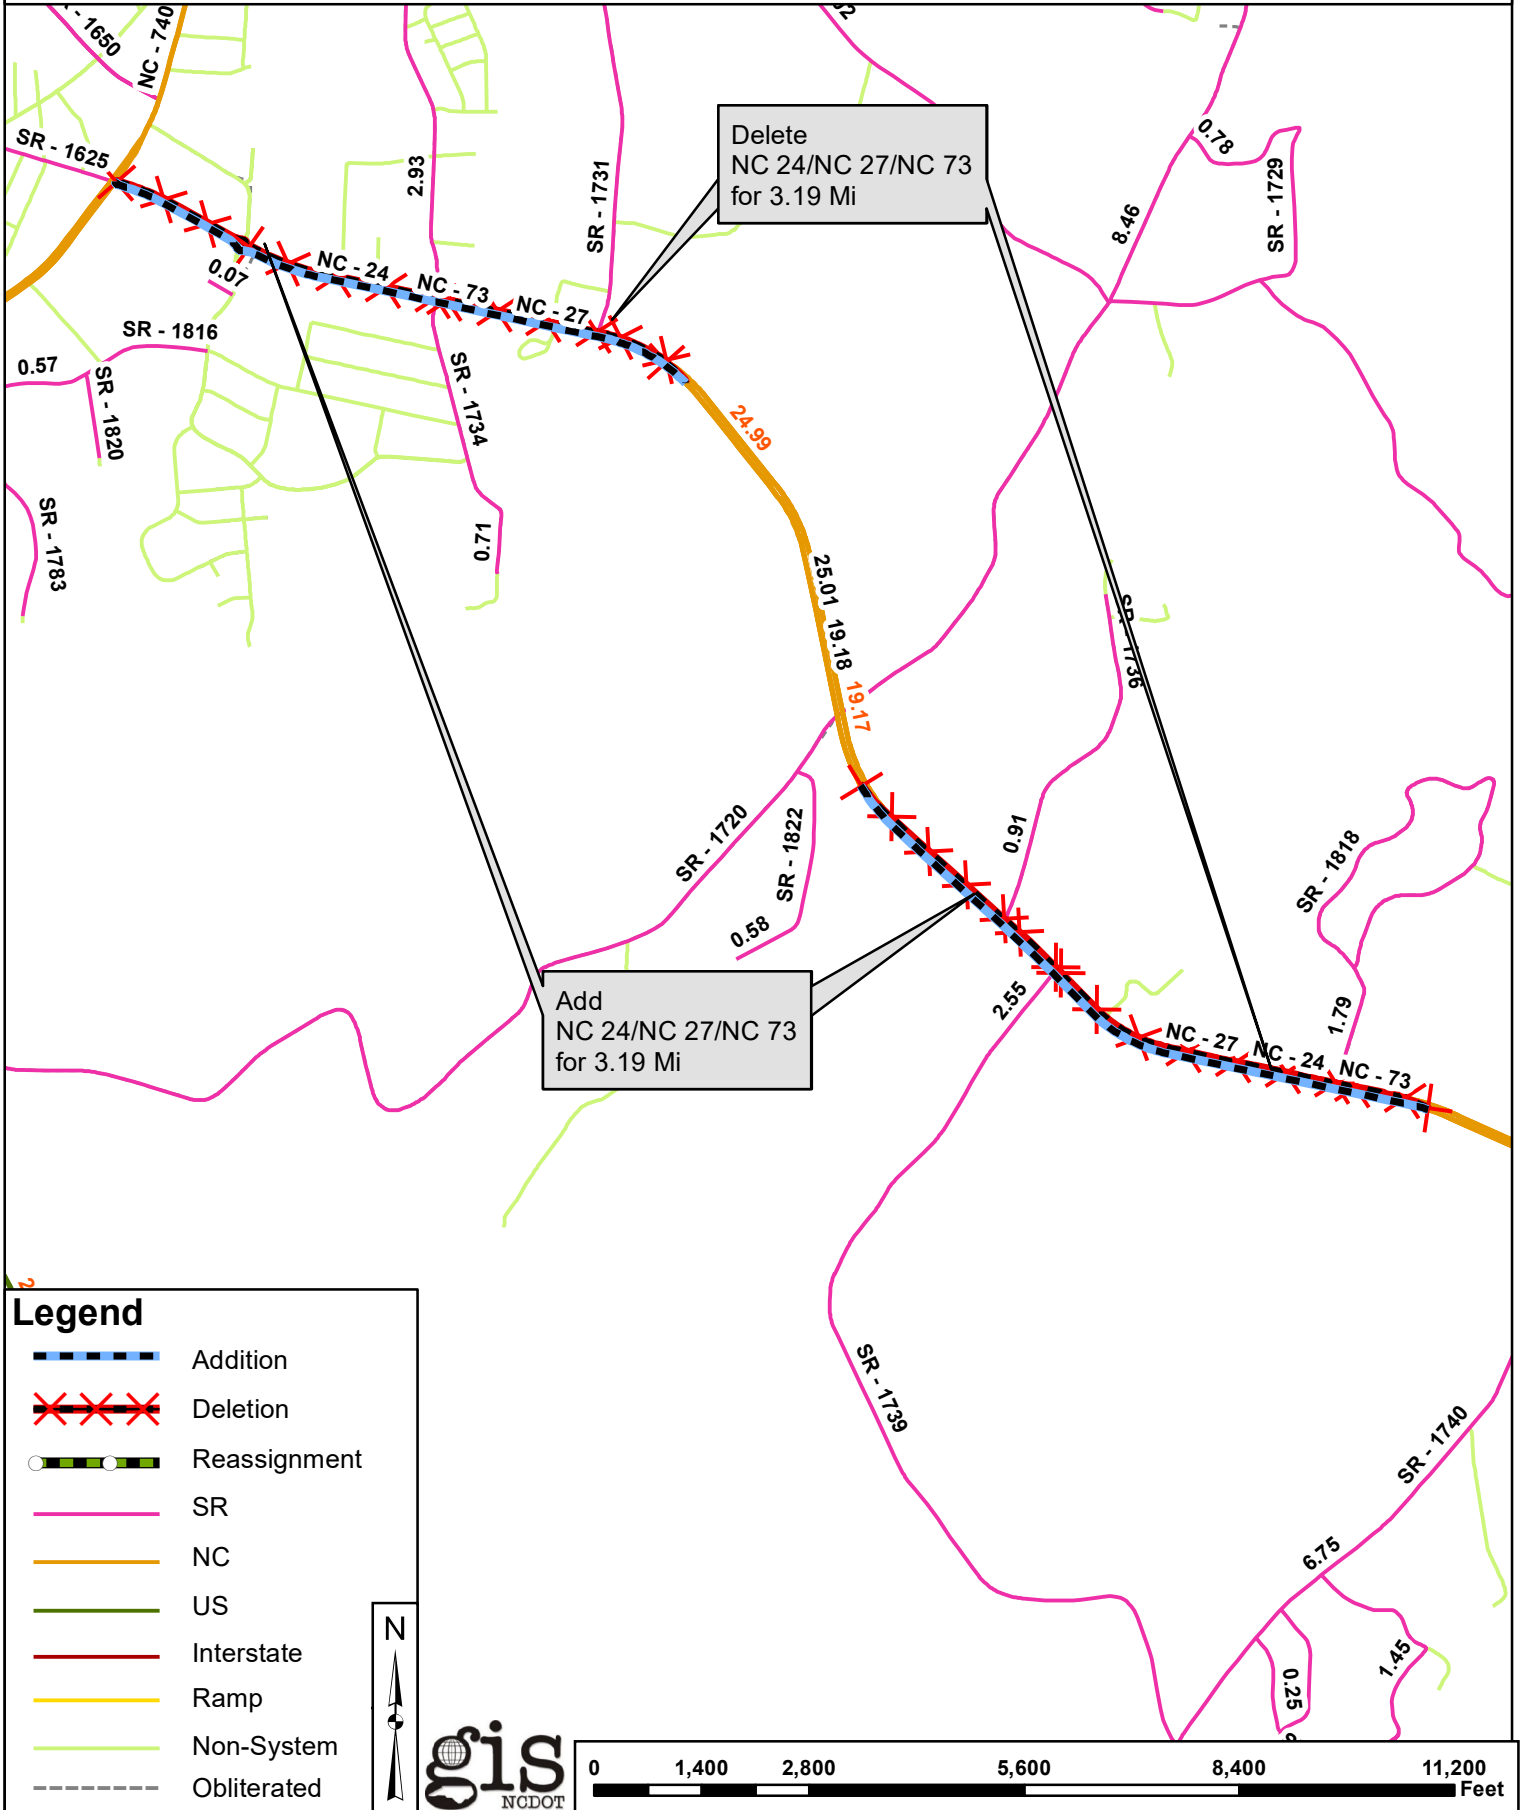 - 1650
NC - 740
SR - 1625
2.93
SR - 1731
Delete
NC 24/NC 27/NC 73
for 3.19 Mi
0.78
SR - 1729
8.46
0.07
NC - 24
NC - 73
NC - 27
SR - 1816
0.57
SR - 1820
SR - 1734
24.99
SR - 1783
0.71
25.01
19.18
19.17
SR - 1736
SR - 1720
SR - 1822
0.91
SR - 1818
0.58
Add
NC 24/NC 27/NC 73
for 3.19 Mi
2.55
1.79
NC - 27
NC - 24
NC - 73
SR - 1739
SR - 1740
6.75
1.45
0.25
Legend
Addition
Deletion
Reassignment
SR
NC
US
Interstate
Ramp
Non-System
Obliterated
N
gis
NCDOT
0 1,400 2,800 5,600 8,400 11,200
Feet